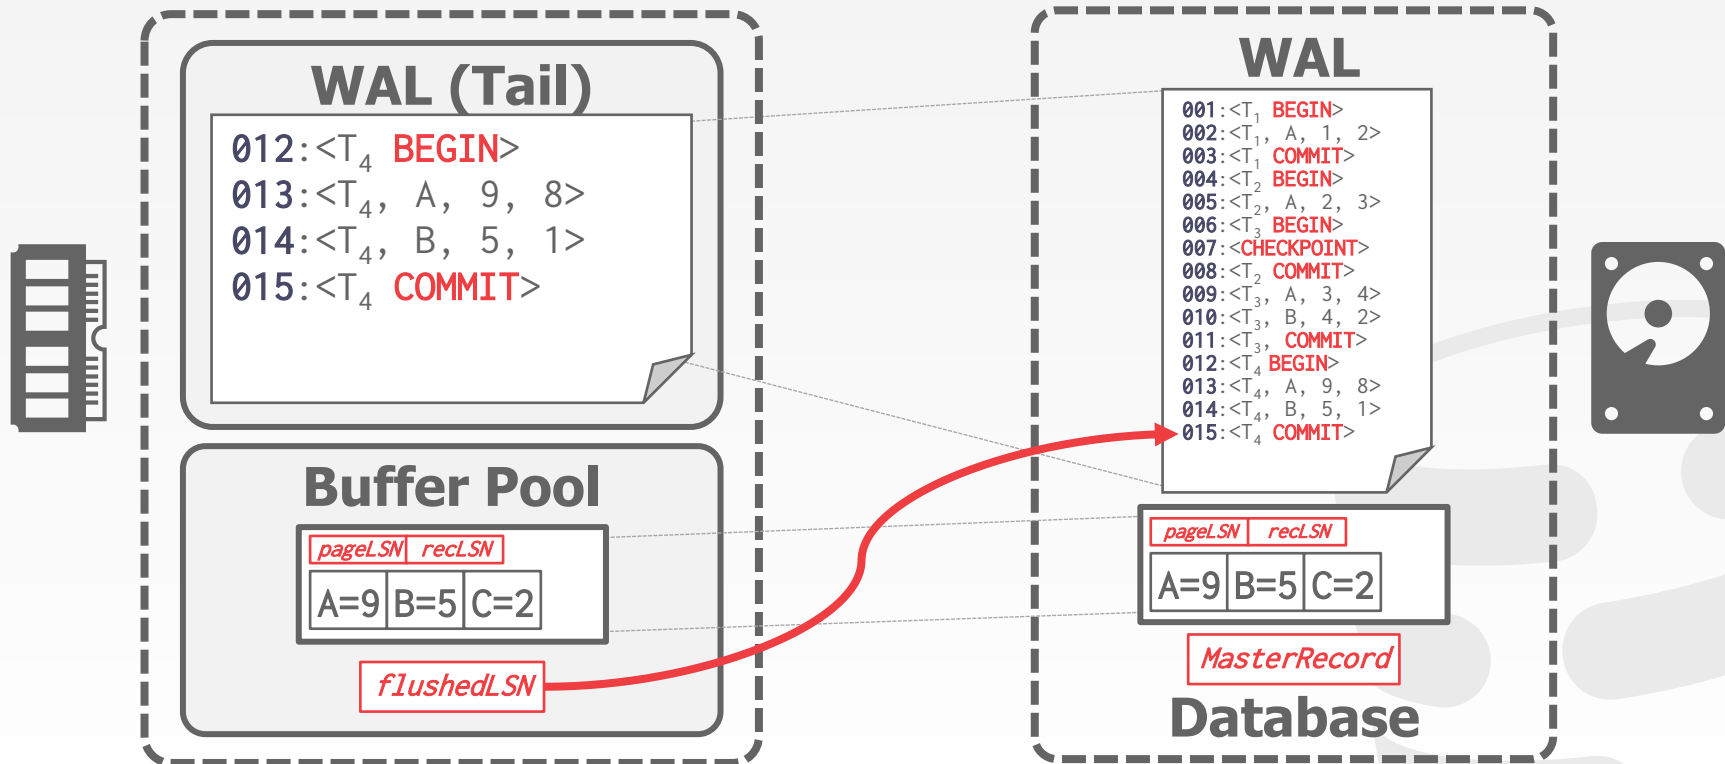 WAL (Tail)
012:<T4 BEGIN>
013:<T4, A, 9, 8>
014:<T4, B, 5, 1>
015:<T4 COMMIT>
Buffer Pool
pageLSN recLSN
A=9 B=5 C=2
flushedLSN
WAL
001:<T1 BEGIN>
002:<T1, A, 1, 2>
003:<T1 COMMIT>
004:<T2 BEGIN>
005:<T2, A, 2, 3>
006:<T3 BEGIN>
007:<CHECKPOINT>
008:<T2 COMMIT>
009:<T3, A, 3, 4>
010:<T3, B, 4, 2>
011:<T3, COMMIT>
012:<T4 BEGIN>
013:<T4, A, 9, 8>
014:<T4, B, 5, 1>
015:<T4 COMMIT>
pageLSN recLSN
A=9 B=5 C=2
MasterRecord
Database